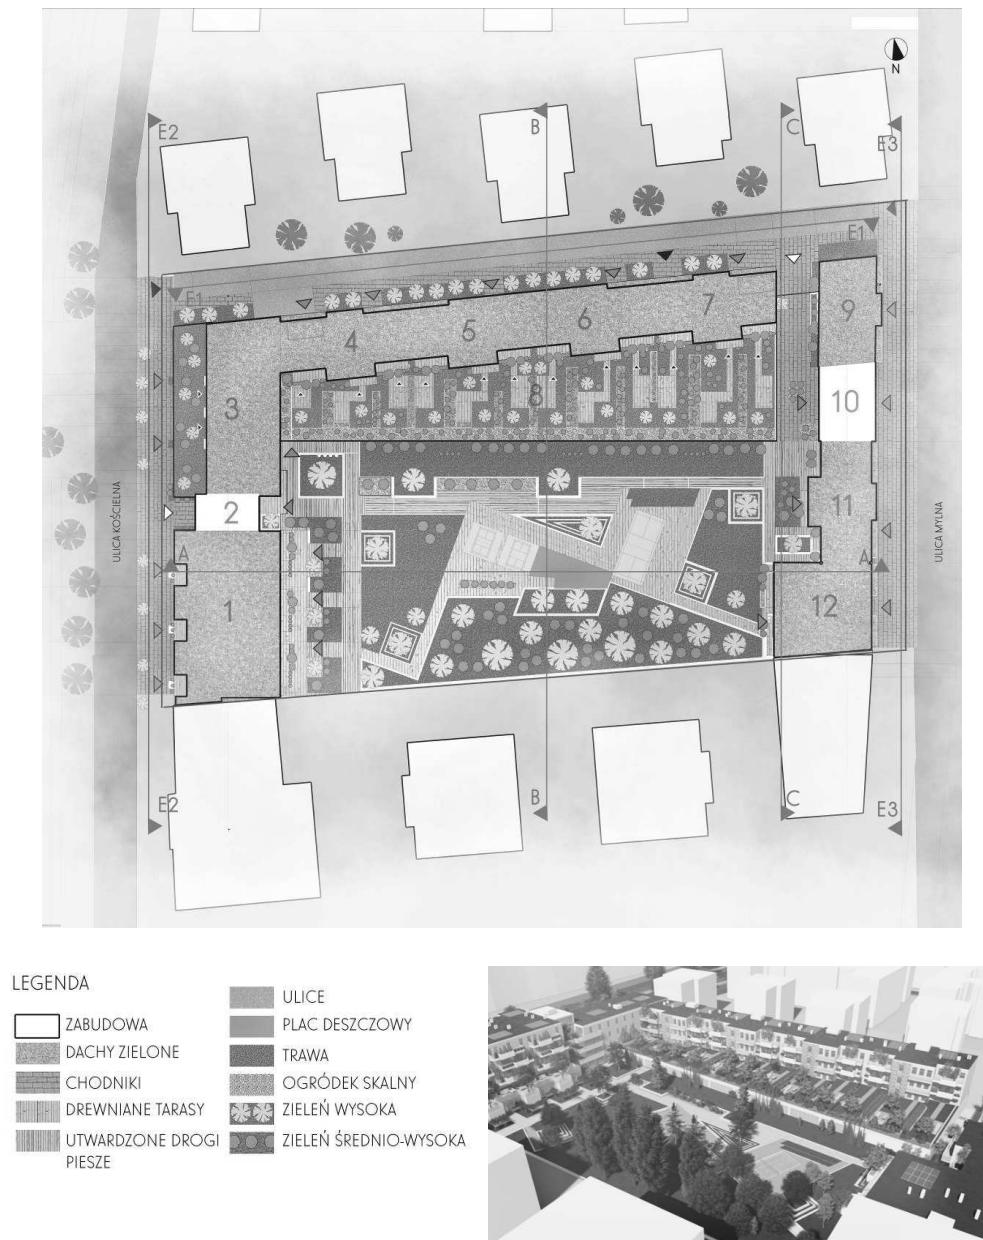 N
E2
B
C
E3
E1
E1
9
7
6
5
4
10
3
8
2
11
ULICA KOŚCIELNA
ULICA MYLNA
A
A
1
12
E2
B
C
E3
LEGENDA
ZABUDOWA
DACHY ZIELONE
CHODNIKI
DREWNIANE TARASY
UTWARDZONE DROGI
PIESZE
ULICE
PLAC DESZCZOWY
TRAWA
OGRÓDEK SKALNY
ZIELEŃ WYSOKA
ZIELEŃ ŚREDNIO-WYSOKA